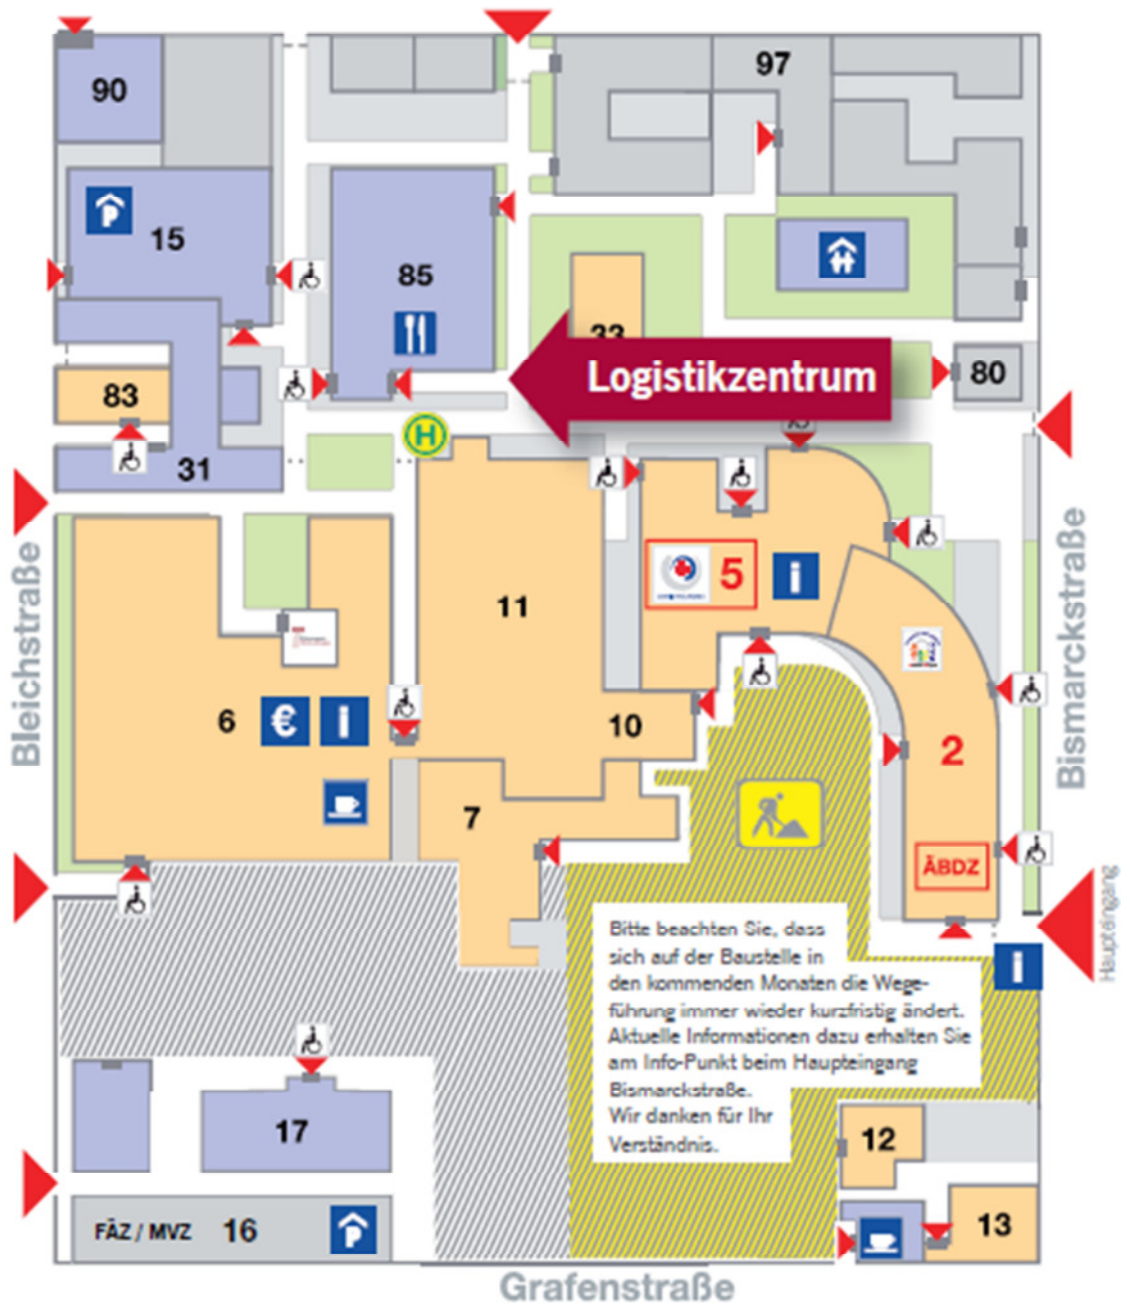 90
97
P
15
85
33
Logistikzentrum
80
83
H
31
Bleichstraße
Bismarckstraße
5
i
11
6
€
i
10
2
7
ÄBDZ
Haupteingang
i
Bitte beachten Sie, dass
sich auf der Baustelle in
den kommenden Monaten die Wege-
führung immer wieder kurzfristig ändert.
Aktuelle Informationen dazu erhalten Sie
am Info-Punkt beim Haupteingang
Bismarckstraße.
Wir danken für Ihr
Verständnis.
17
12
FÄZ / MVZ 16
P
13
Grafenstraße